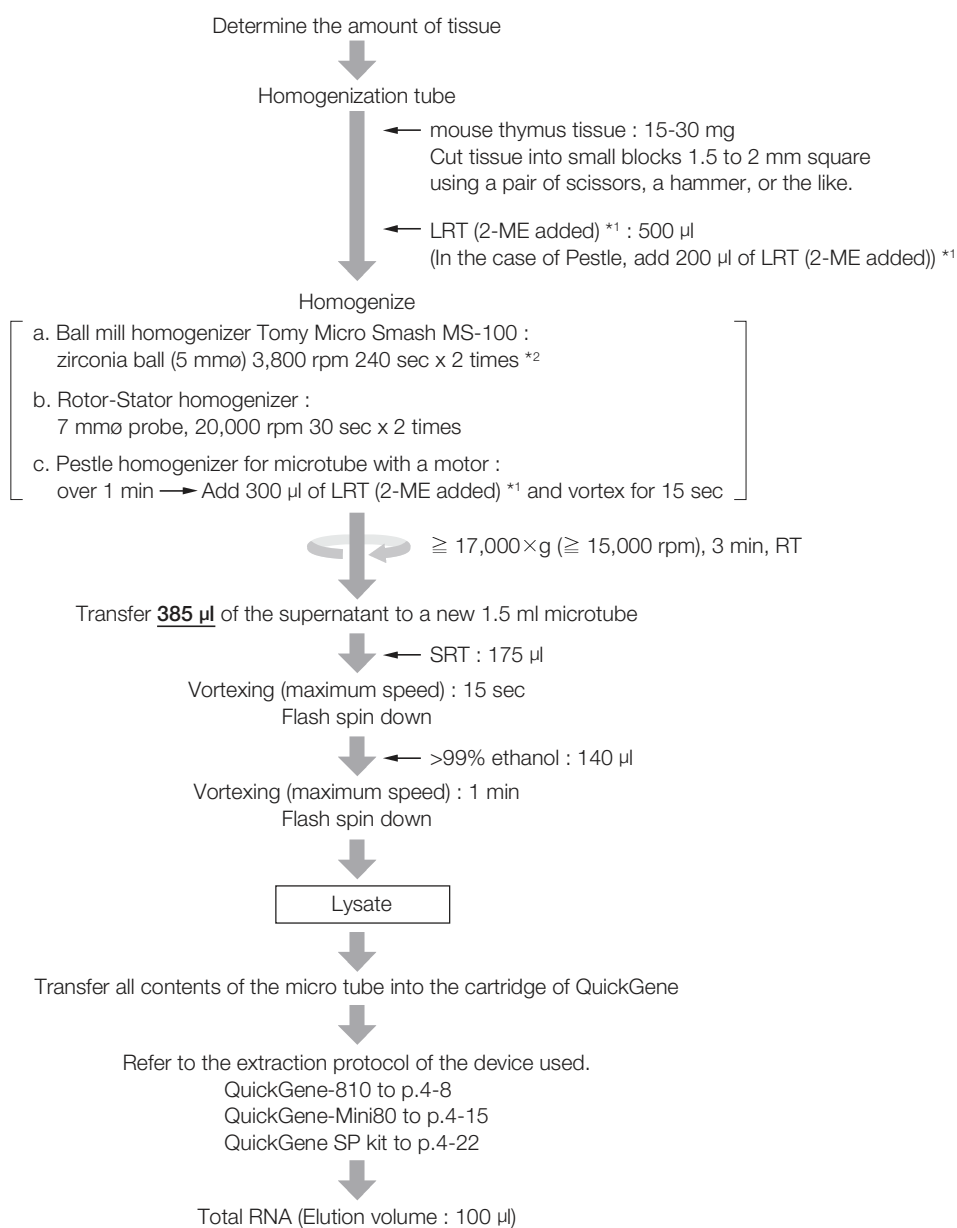 Determine the amount of tissue
Homogenization tube
mouse thymus tissue : 15-30 mg
Cut tissue into small blocks 1.5 to 2 mm square
using a pair of scissors, a hammer, or the like.
LRT (2-ME added) *1 : 500 µl
(In the case of Pestle, add 200 µl of LRT (2-ME added)) *1
Homogenize
a. Ball mill homogenizer Tomy Micro Smash MS-100 :
zirconia ball (5 mmø) 3,800 rpm 240 sec x 2 times *2
b. Rotor-Stator homogenizer :
7 mmø probe, 20,000 rpm 30 sec x 2 times
c. Pestle homogenizer for microtube with a motor :
over 1 min → Add 300 µl of LRT (2-ME added) *1 and vortex for 15 sec
≧ 17,000×g (≧ 15,000 rpm), 3 min, RT
Transfer 385 µl of the supernatant to a new 1.5 ml microtube
SRT : 175 µl
Vortexing (maximum speed) : 15 sec
Flash spin down
>99% ethanol : 140 µl
Vortexing (maximum speed) : 1 min
Flash spin down
Lysate
Transfer all contents of the micro tube into the cartridge of QuickGene
Refer to the extraction protocol of the device used.
QuickGene-810 to p.4-8
QuickGene-Mini80 to p.4-15
QuickGene SP kit to p.4-22
Total RNA (Elution volume : 100 µl)